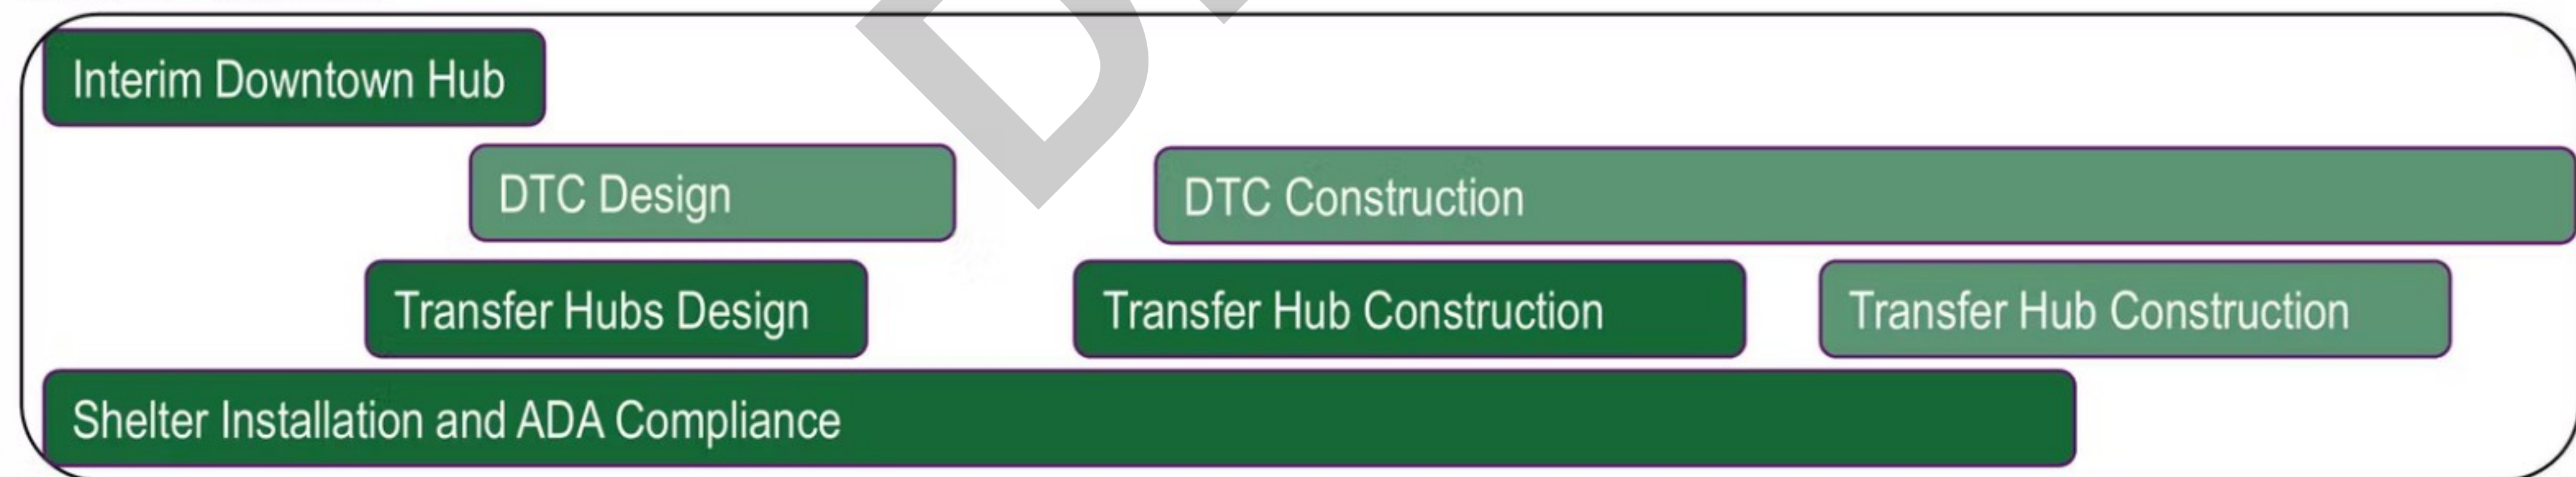 Interim Downtown Hub
DTC Design
DTC Construction
Transfer Hubs Design
Transfer Hub Construction
Transfer Hub Construction
Shelter Installation and ADA Compliance